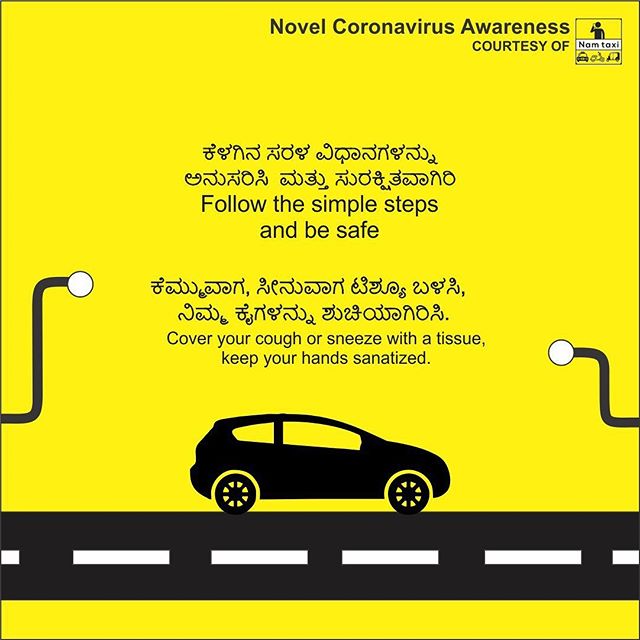 Novel Coronavirus Awareness
COURTESY OF
Nam taxi
ಕೆಳಗಿನ ಸರಳ ವಿಧಾನಗಳನ್ನು
ಅನುಸರಿಸಿ ಮತ್ತು ಸುರಕ್ಷಿತವಾಗಿರಿ
Follow the simple steps
and be safe
ಕೆಮ್ಮುವಾಗ, ಸೀನುವಾಗ ಟಿಶ್ಯೂ ಬಳಸಿ,
ನಿಮ್ಮ ಕೈಗಳನ್ನು ಶುಚಿಯಾಗಿರಿಸಿ.
Cover your cough or sneeze with a tissue,
keep your hands sanatized.